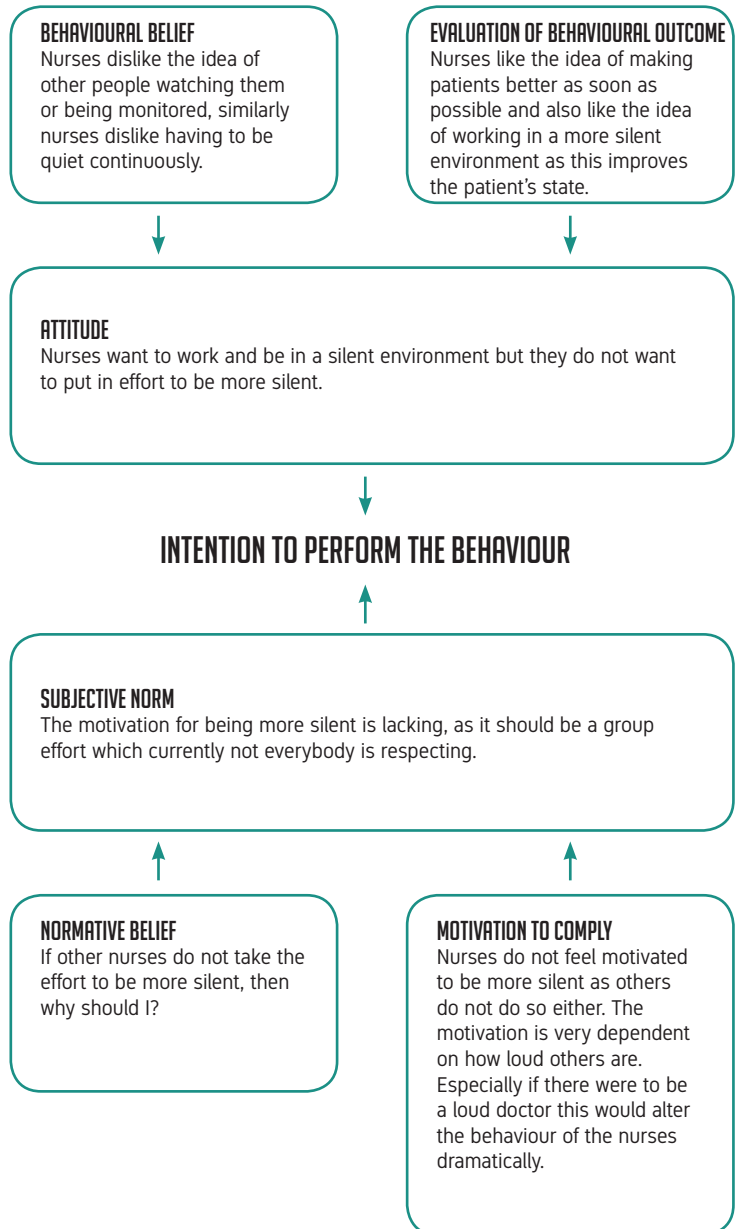 BEHAVIOURAL BELIEF
Nurses dislike the idea of
other people watching them
or being monitored, similarly
nurses dislike having to be
quiet continuously.
EVALUATION OF BEHAVIOURAL OUTCOME
Nurses like the idea of making
patients better as soon as
possible and also like the idea
of working in a more silent
environment as this improves
the patient's state.
ATTITUDE
Nurses want to work and be in a silent environment but they do not want
to put in effort to be more silent.
INTENTION TO PERFORM THE BEHAVIOUR
SUBJECTIVE NORM
The motivation for being more silent is lacking, as it should be a group
effort which currently not everybody is respecting.
NORMATIVE BELIEF
If other nurses do not take the
effort to be more silent, then
why should I?
MOTIVATION TO COMPLY
Nurses do not feel motivated
to be more silent as others
do not do so either. The
motivation is very dependent
on how loud others are.
Especially if there were to be
a loud doctor this would alter
the behaviour of the nurses
dramatically.